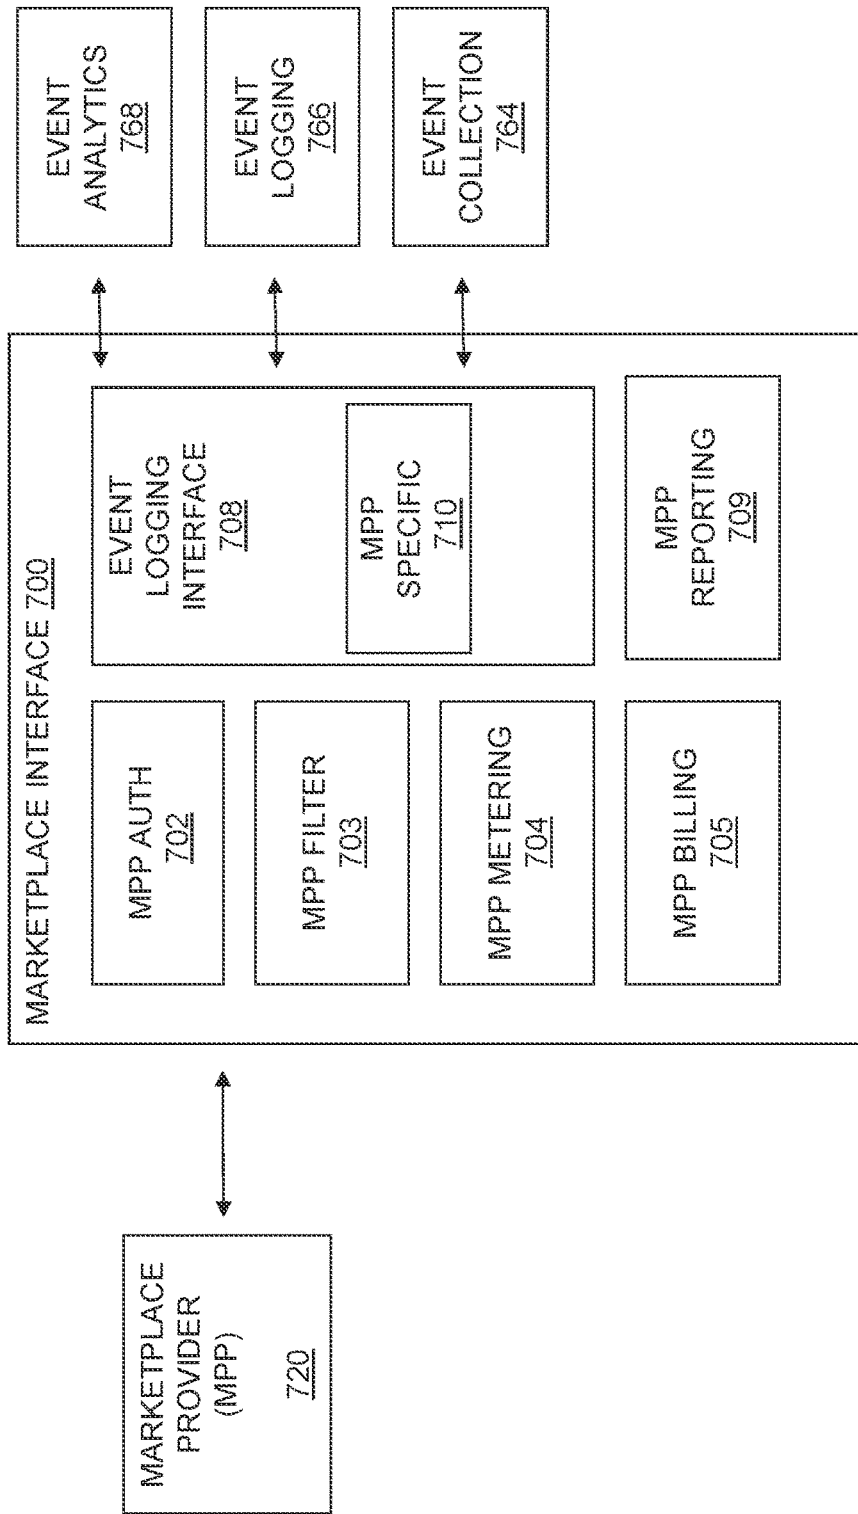 MARKETPLACE
PROVIDER
(MPP)
720
MARKETPLACE INTERFACE 700
MPP AUTH
702
MPP FILTER
703
MPP METERING
704
MPP BILLING
705
EVENT
LOGGING
INTERFACE
708
MPP
SPECIFIC
710
MPP
REPORTING
709
EVENT
ANALYTICS
768
EVENT
LOGGING
766
EVENT
COLLECTION
764